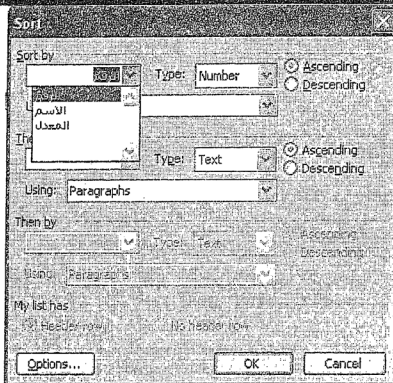 Sort
Sort by
Type: Number
Ascending
Descending
الاسم
المعدل
Type: Text
Ascending
Descending
Using: Paragraphs
Then by
Type: Text
Ascending
Descending
Using: Paragraphs
My list has
Header row
No header row
Options...
OK
Cancel